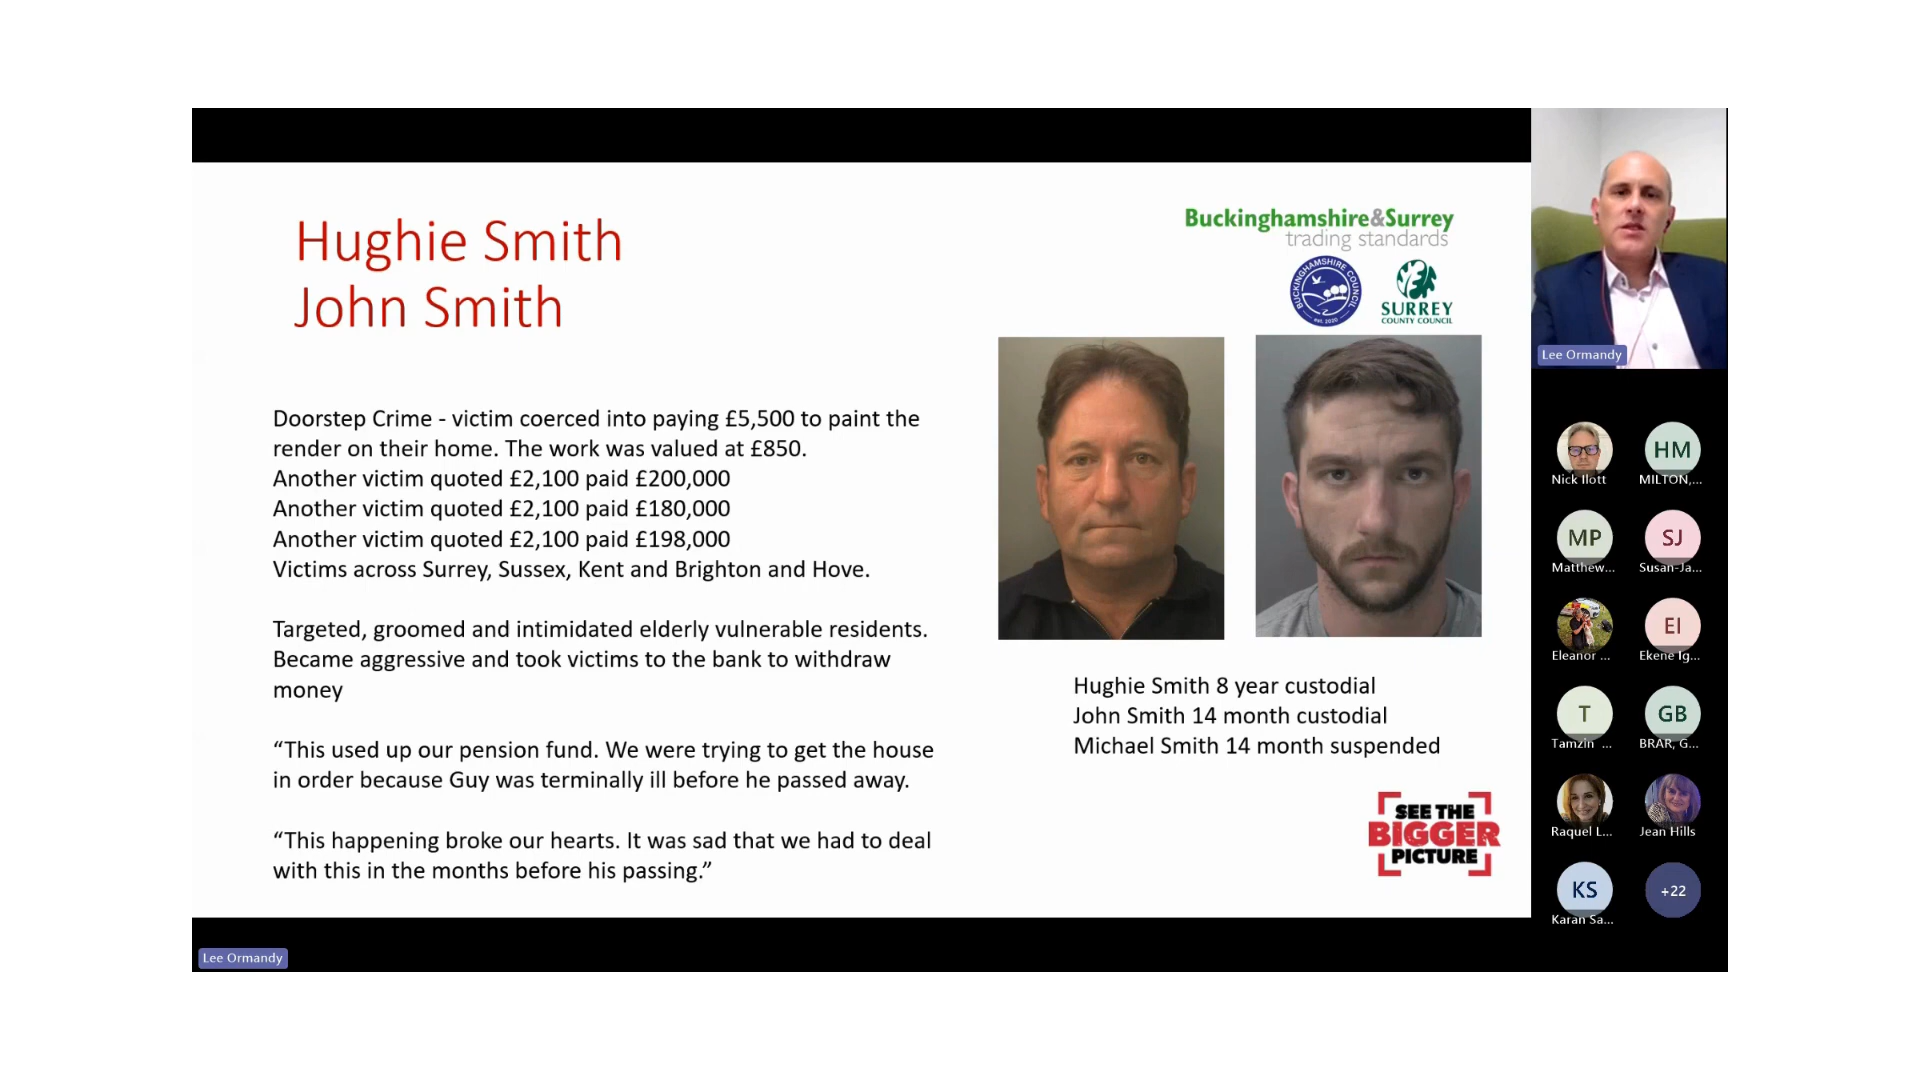 Hughie Smith
John Smith
Buckinghamshire&Surrey
trading standards
BUCKINGHAMSHIRE COUNCIL
est. 2020
SURREY
COUNTY COUNCIL
Doorstep Crime - victim coerced into paying £5,500 to paint the
render on their home. The work was valued at £850.
Another victim quoted £2,100 paid £200,000
Another victim quoted £2,100 paid £180,000
Another victim quoted £2,100 paid £198,000
Victims across Surrey, Sussex, Kent and Brighton and Hove.
Targeted, groomed and intimidated elderly vulnerable residents.
Became aggressive and took victims to the bank to withdraw
money
“This used up our pension fund. We were trying to get the house
in order because Guy was terminally ill before he passed away.
“This happening broke our hearts. It was sad that we had to deal
with this in the months before his passing.”
Hughie Smith 8 year custodial
John Smith 14 month custodial
Michael Smith 14 month suspended
SEE THE
BIGGER
PICTURE
Lee Ormandy
Lee Ormandy
Nick Ilott
HM
MILTON,...
MP
Matthew...
SJ
Susan-Ja...
Eleanor ...
EI
Ekene Ig...
T
Tamzin ...
GB
BRAR, G...
Raquel L...
Jean Hills
KS
Karan Sa...
+22